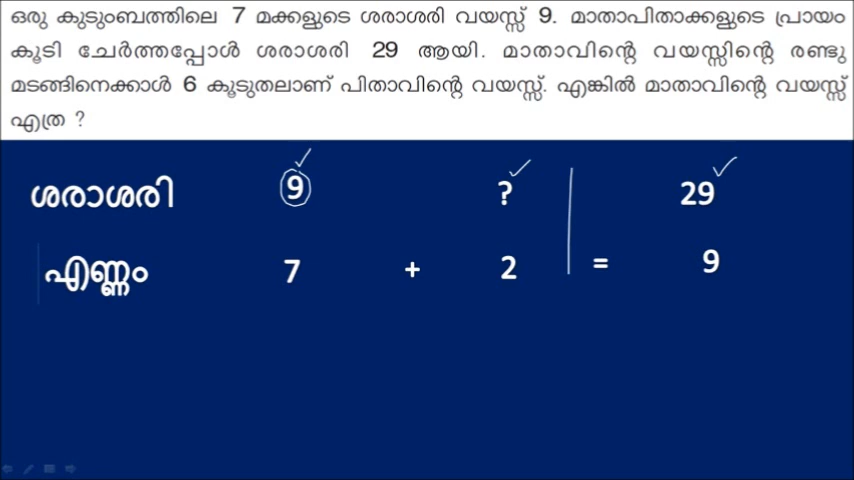 ഒരു കുടുംബത്തിലെ 7 മക്കളുടെ ശരാശരി വയസ്സ് 9. മാതാപിതാക്കളുടെ പ്രായം
കൂടി ചേർത്തപ്പോൾ ശരാശരി 29 ആയി. മാതാവിന്റെ വയസ്സിന്റെ രണ്ടു
മടങ്ങിനെക്കാൾ 6 കൂടുതലാണ് പിതാവിന്റെ വയസ്സ്. എങ്കിൽ മാതാവിന്റെ വയസ്സ്
എത്ര ?
ശരാശരി 9 ? 29
എണ്ണം 7 + 2 = 9